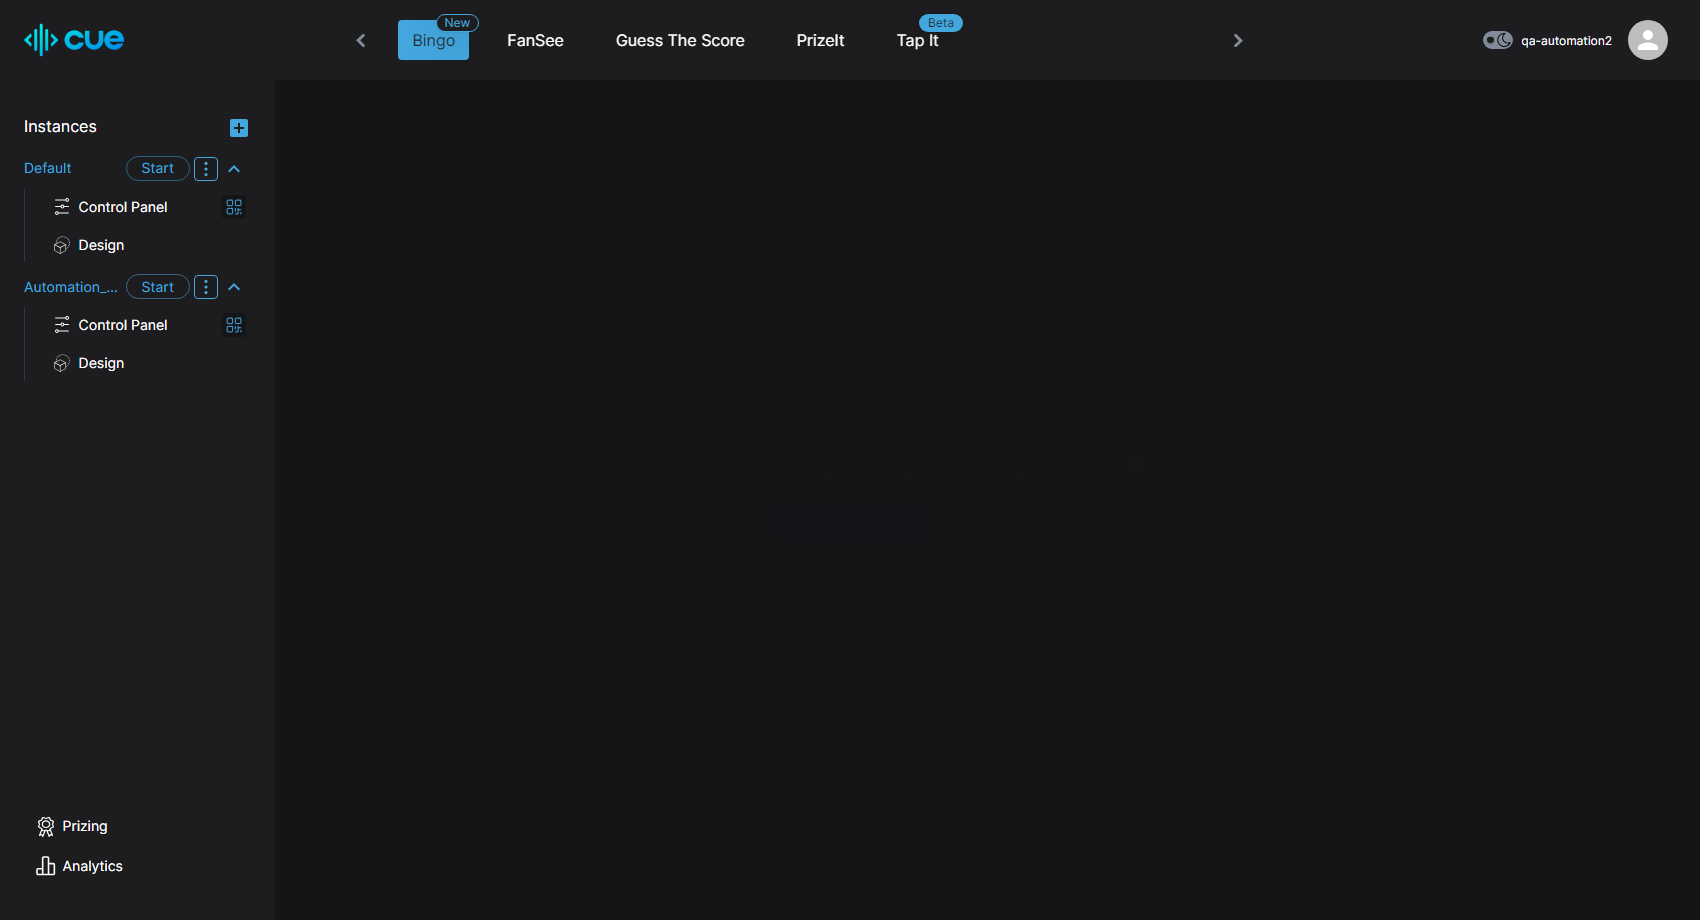 cue
Bingo
New
FanSee
Guess The Score
PrizeIt
Tap It
Beta
qa-automation2
Instances
Default
Start
Control Panel
Design
Automation_...
Start
Control Panel
Design
Prizing
Analytics